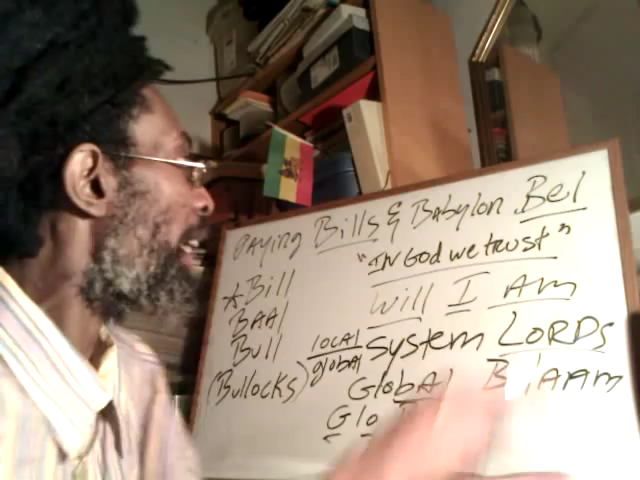 PAYING Bills & Babylon Bel
"IN God we trust"
*Bill
Will I Am
BAAl
Bull
local
global
System LORDs
(Bullocks)
GlobAl
Glo